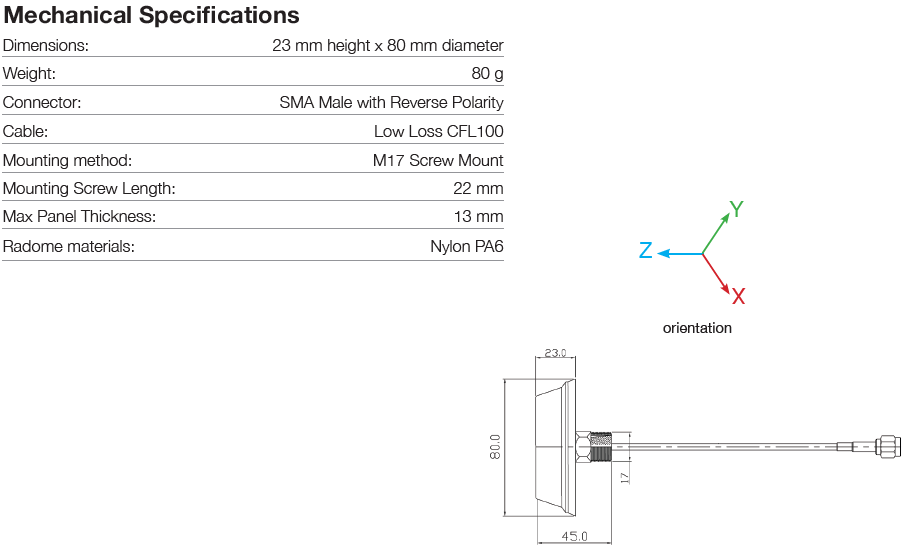 Mechanical Specifications
Dimensions: 23 mm height x 80 mm diameter
Weight: 80 g
Connector: SMA Male with Reverse Polarity
Cable: Low Loss CFL100
Mounting method: M17 Screw Mount
Mounting Screw Length: 22 mm
Max Panel Thickness: 13 mm
Radome materials: Nylon PA6
Y
Z
X
orientation
23.0
80.0
17
45.0